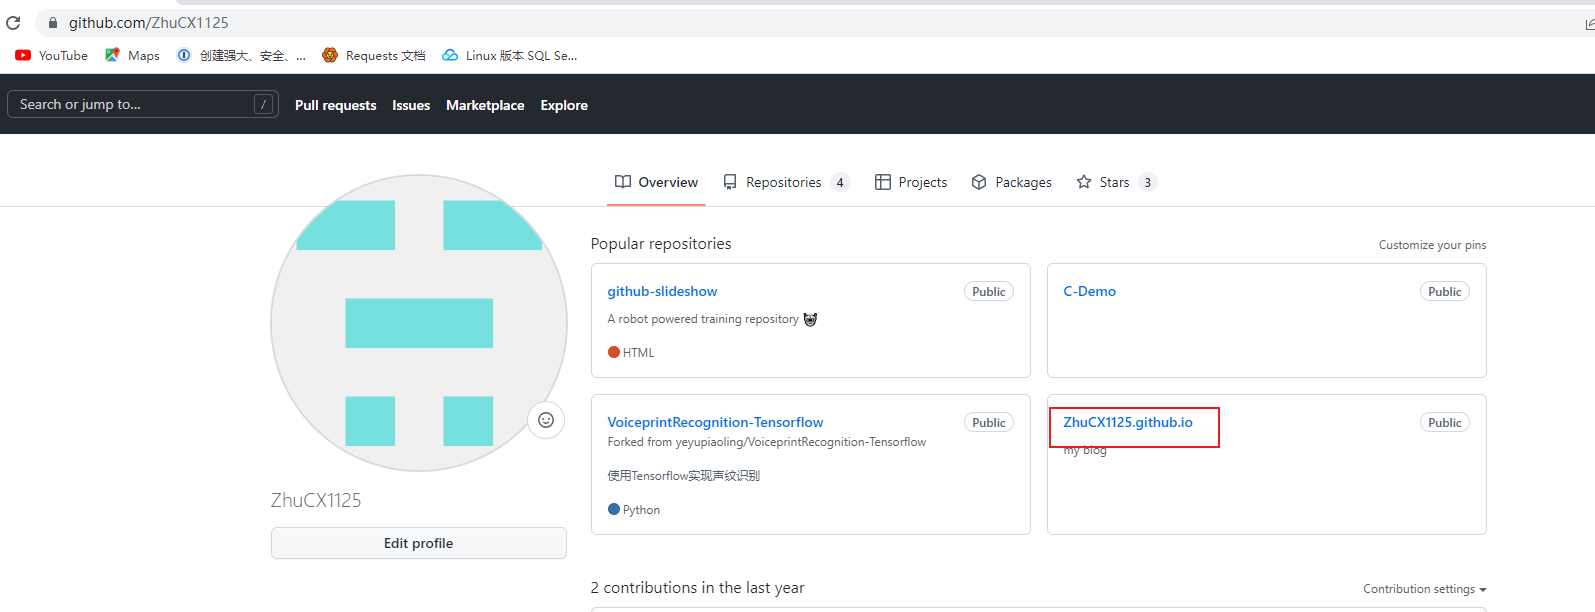 github.com/ZhuCX1125
YouTube Maps 创建强大、安全、... Requests 文档 Linux 版本 SQL Se...
Search or jump to... / Pull requests Issues Marketplace Explore
Overview Repositories 4 Projects Packages Stars 3
Popular repositories Customize your pins
github-slideshow Public
A robot powered training repository
HTML
C-Demo Public
VoiceprintRecognition-Tensorflow Public
Forked from yeyupiaoling/VoiceprintRecognition-Tensorflow
使用Tensorflow实现声纹识别
Python
ZhuCX1125.github.io Public
my blog
ZhuCX1125
Edit profile
2 contributions in the last year Contribution settings